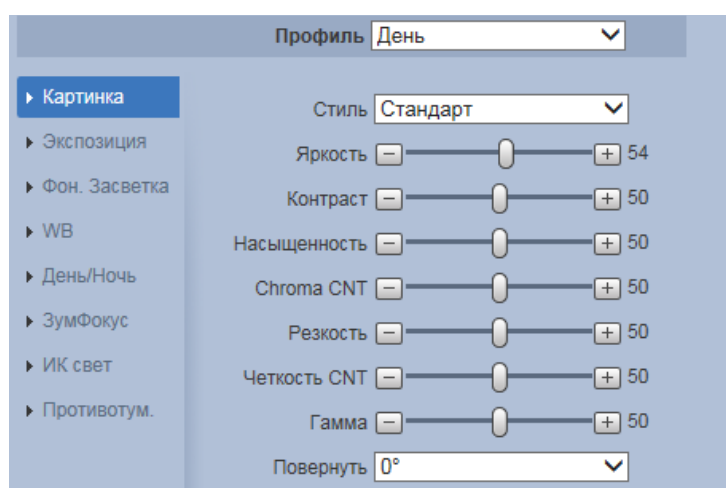 Профиль День
Картинка
Стиль Стандарт
Экспозиция
Яркость 54
Фон. Засветка
Контраст 50
WB
Насыщенность 50
День/Ночь
Chroma CNT 50
ЗумФокус
Резкость 50
ИК свет
Четкость CNT 50
Противотум.
Гамма 50
Повернуть 0°